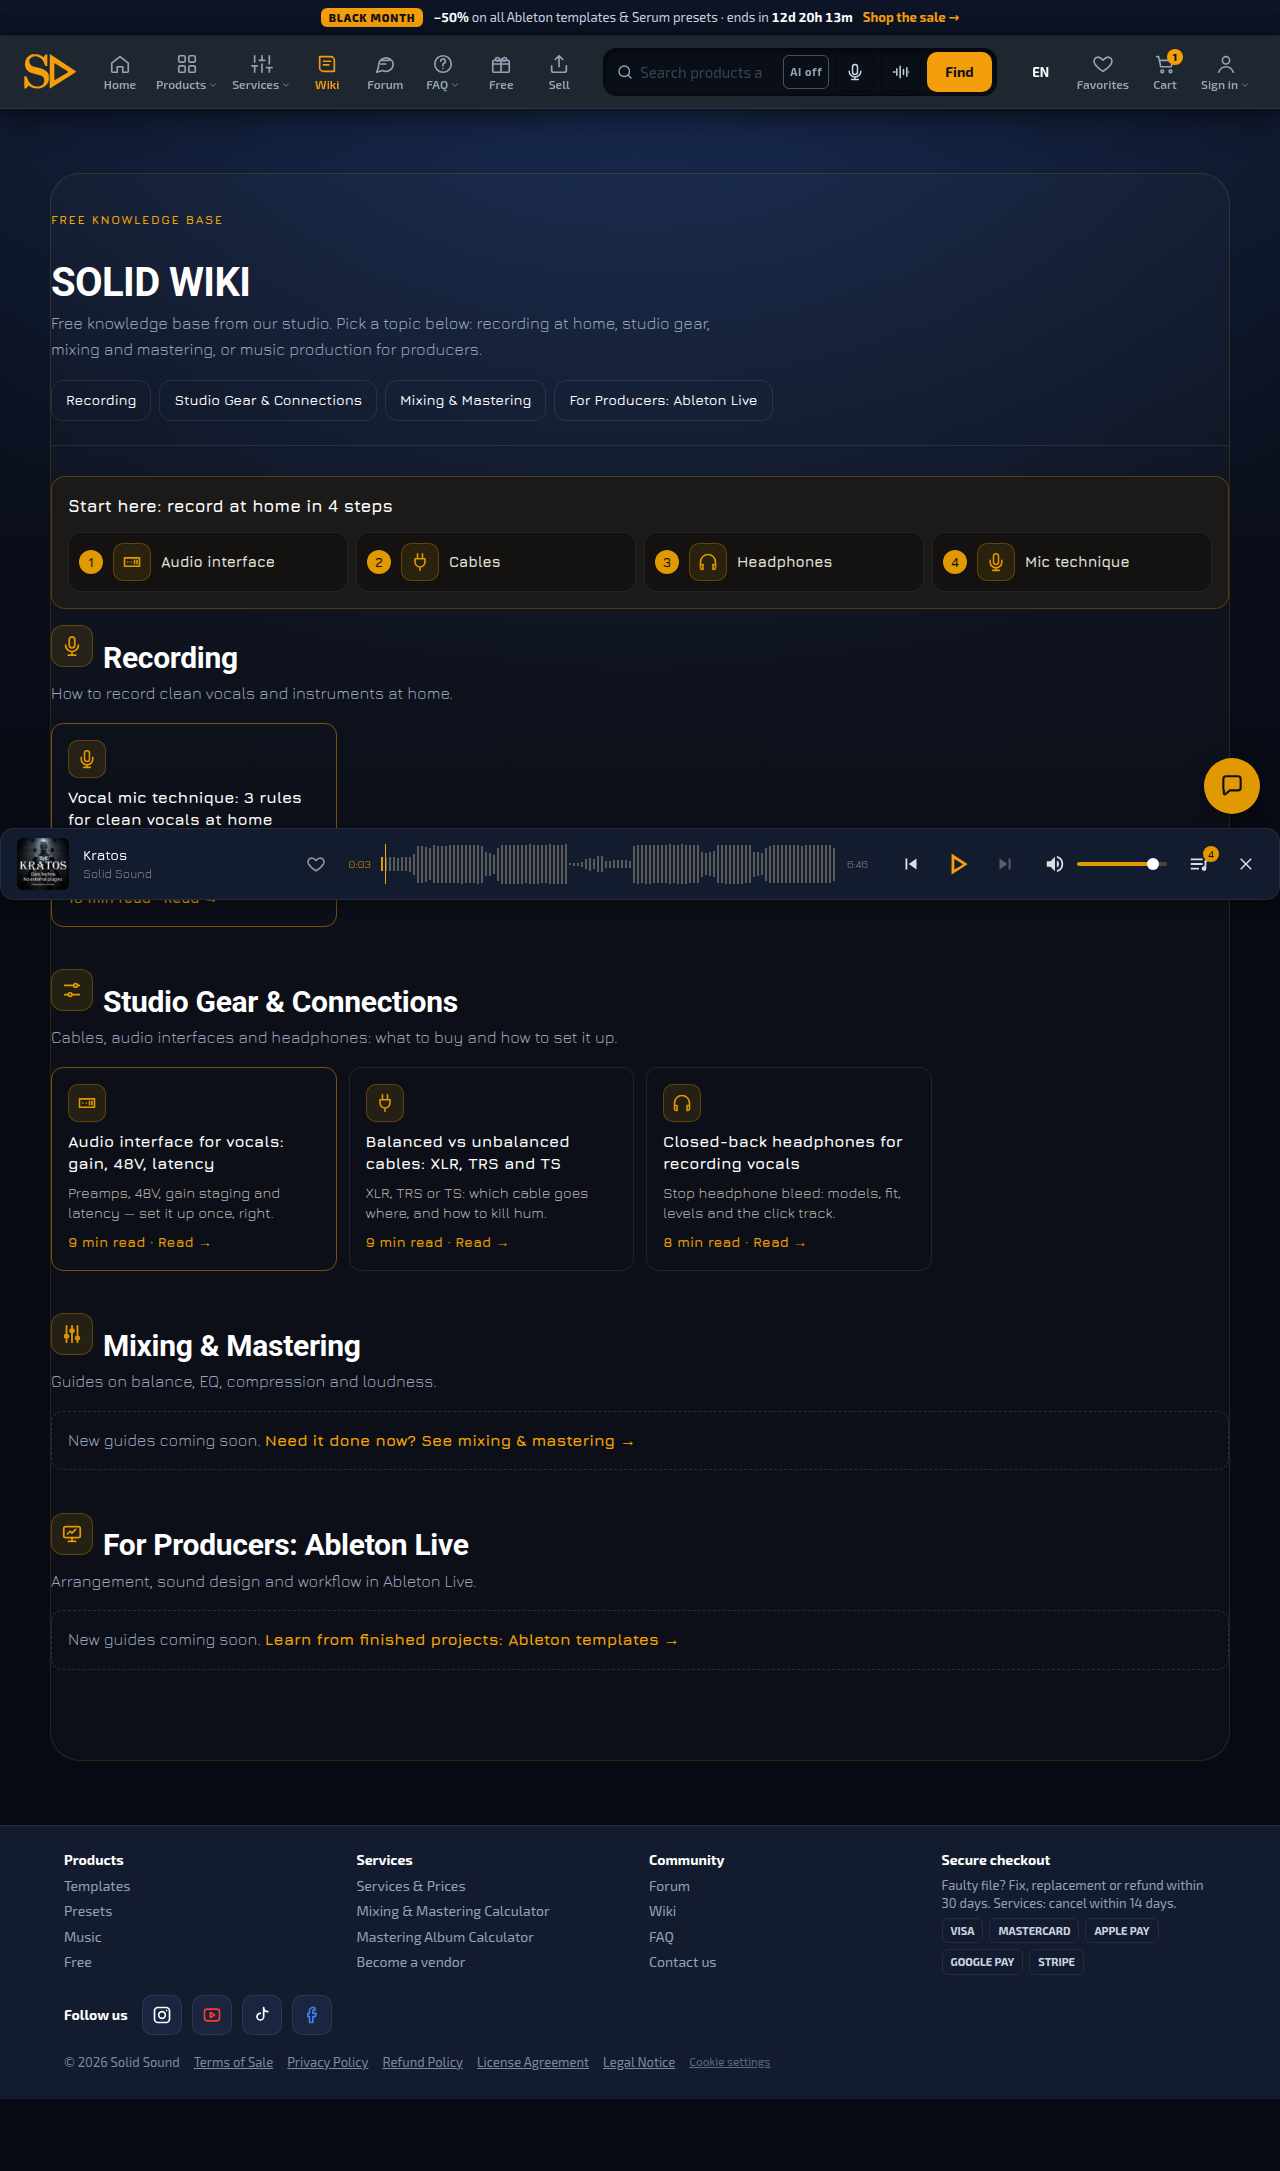 BLACK MONTH −50% on all Ableton templates & Serum presets · ends in 12d 20h 13m Shop the sale →
SD
Home
Products
Services
Wiki
Forum
FAQ
Free
Sell
Search products a
AI off
Find
EN
Favorites
1
Cart
Sign in
FREE KNOWLEDGE BASE
SOLID WIKI
Free knowledge base from our studio. Pick a topic below: recording at home, studio gear,
mixing and mastering, or music production for producers.
Recording
Studio Gear & Connections
Mixing & Mastering
For Producers: Ableton Live
Start here: record at home in 4 steps
1 Audio interface
2 Cables
3 Headphones
4 Mic technique
Recording
How to record clean vocals and instruments at home.
Vocal mic technique: 3 rules
for clean vocals at home
KRATOS
Kratos
Solid Sound
0:03
6:46
4
Studio Gear & Connections
Cables, audio interfaces and headphones: what to buy and how to set it up.
Audio interface for vocals:
gain, 48V, latency
Preamps, 48V, gain staging and
latency — set it up once, right.
9 min read · Read →
Balanced vs unbalanced
cables: XLR, TRS and TS
XLR, TRS or TS: which cable goes
where, and how to kill hum.
9 min read · Read →
Closed-back headphones for
recording vocals
Stop headphone bleed: models, fit,
levels and the click track.
8 min read · Read →
Mixing & Mastering
Guides on balance, EQ, compression and loudness.
New guides coming soon. Need it done now? See mixing & mastering →
For Producers: Ableton Live
Arrangement, sound design and workflow in Ableton Live.
New guides coming soon. Learn from finished projects: Ableton templates →
Products
Templates
Presets
Music
Free
Services
Services & Prices
Mixing & Mastering Calculator
Mastering Album Calculator
Become a vendor
Community
Forum
Wiki
FAQ
Contact us
Secure checkout
Faulty file? Fix, replacement or refund within
30 days. Services: cancel within 14 days.
VISA
MASTERCARD
APPLE PAY
GOOGLE PAY
STRIPE
Follow us
© 2026 Solid Sound
Terms of Sale
Privacy Policy
Refund Policy
License Agreement
Legal Notice
Cookie settings